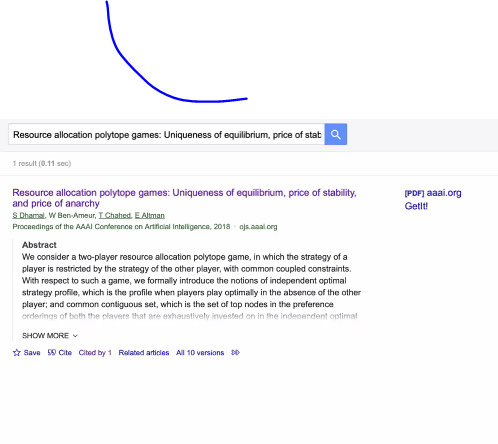 Resource allocation polytope games: Uniqueness of equilibrium, price of stab
1 result (0.11 sec)
Resource allocation polytope games: Uniqueness of equilibrium, price of stability,
and price of anarchy
[PDF] aaai.org
GetIt!
S Dhamal, W Ben-Ameur, T Chahed, E Altman
Proceedings of the AAAI Conference on Artificial Intelligence, 2018 · ojs.aaai.org
Abstract
We consider a two-player resource allocation polytope game, in which the strategy of a
player is restricted by the strategy of the other player, with common coupled constraints.
With respect to such a game, we formally introduce the notions of independent optimal
strategy profile, which is the profile when players play optimally in the absence of the other
player; and common contiguous set, which is the set of top nodes in the preference
orderings of both the players that are exhaustively invested on in the independent optimal
SHOW MORE
Save Cite Cited by 1 Related articles All 10 versions